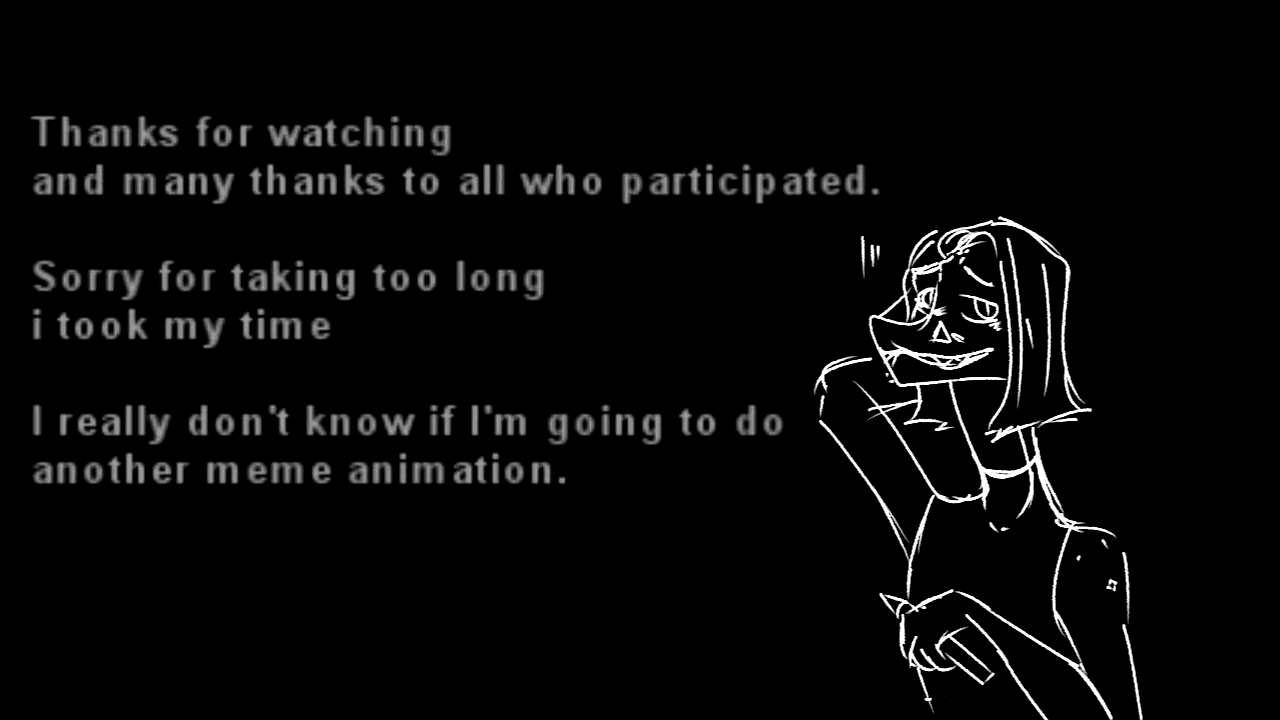 Thanks for watching
and many thanks to all who participated.
Sorry for taking too long
i took my time
I really don't know if I'm going to do
another meme animation.